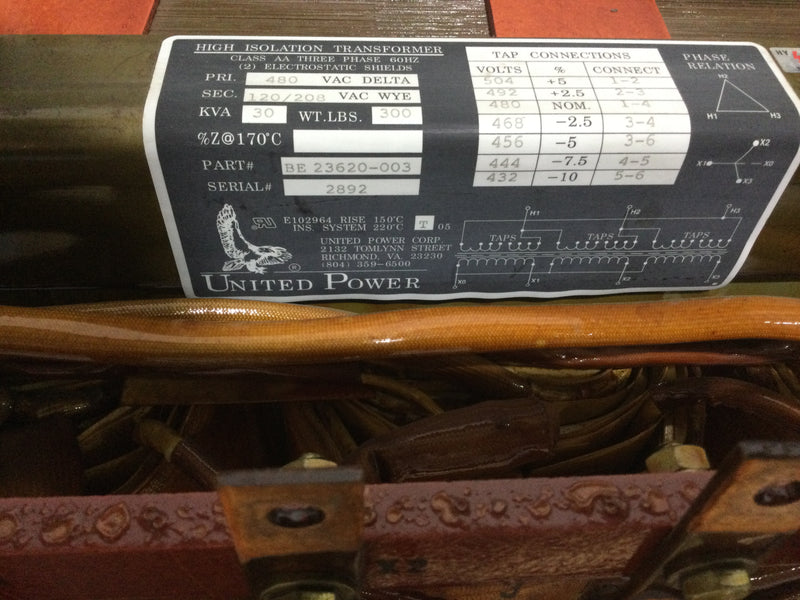 HIGH ISOLATION TRANSFORMER
CLASS AA THREE PHASE 60HZ
(2) ELECTROSTATIC SHIELDS
PRI. 480 VAC DELTA
SEC. 120/208 VAC WYE
KVA 30 WT.LBS. 300
%Z@170°C
PART# BE 23620-003
SERIAL# 2892
E102964 RISE 150°C
INS. SYSTEM 220°C T 05
UNITED POWER CORP
2132 TOMLYNN STREET
RICHMOND, VA. 23230
(804) 359-6500
®
UNITED POWER
TAP CONNECTIONS
VOLTS % CONNECT
504 +5 1-2
492 +2.5 2-3
480 NOM. 1-4
468 -2.5 3-4
456 -5 3-6
444 -7.5 4-5
432 -10 5-6
PHASE
RELATION
H2
H1 H3
X2
X1 X0
X3
H1 H2 H3
TAPS TAPS TAPS
X0 X1 X2 X3
HY
X2